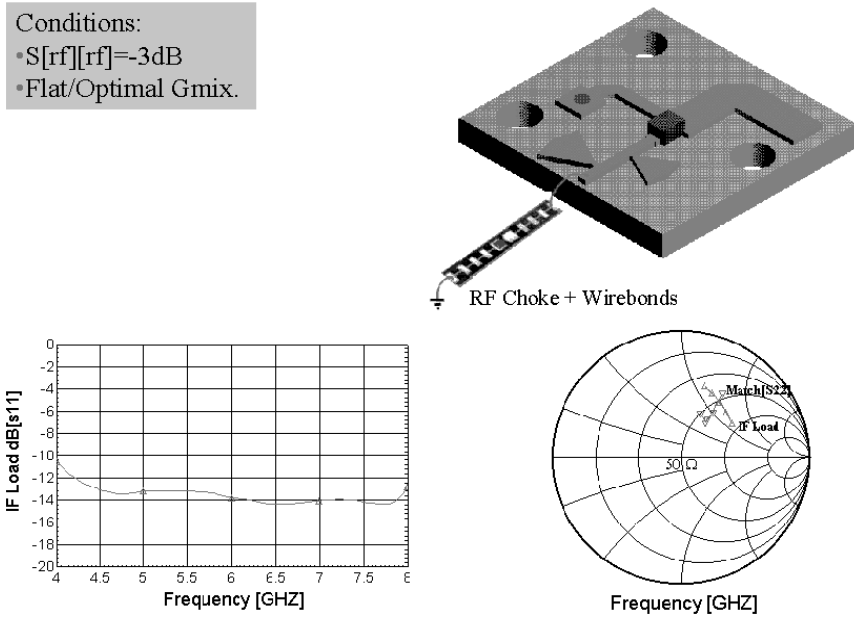 Conditions:
•S[rf][rf]=-3dB
•Flat/Optimal Gmix.
RF Choke + Wirebonds
IF Load dB[s11]
0
-2
-4
-6
-8
-10
-12
-14
-16
-18
-20
4 4.5 5 5.5 6 6.5 7 7.5 8
Frequency [GHZ]
Match[S22]
IF Load
50 Ω
Frequency [GHZ]